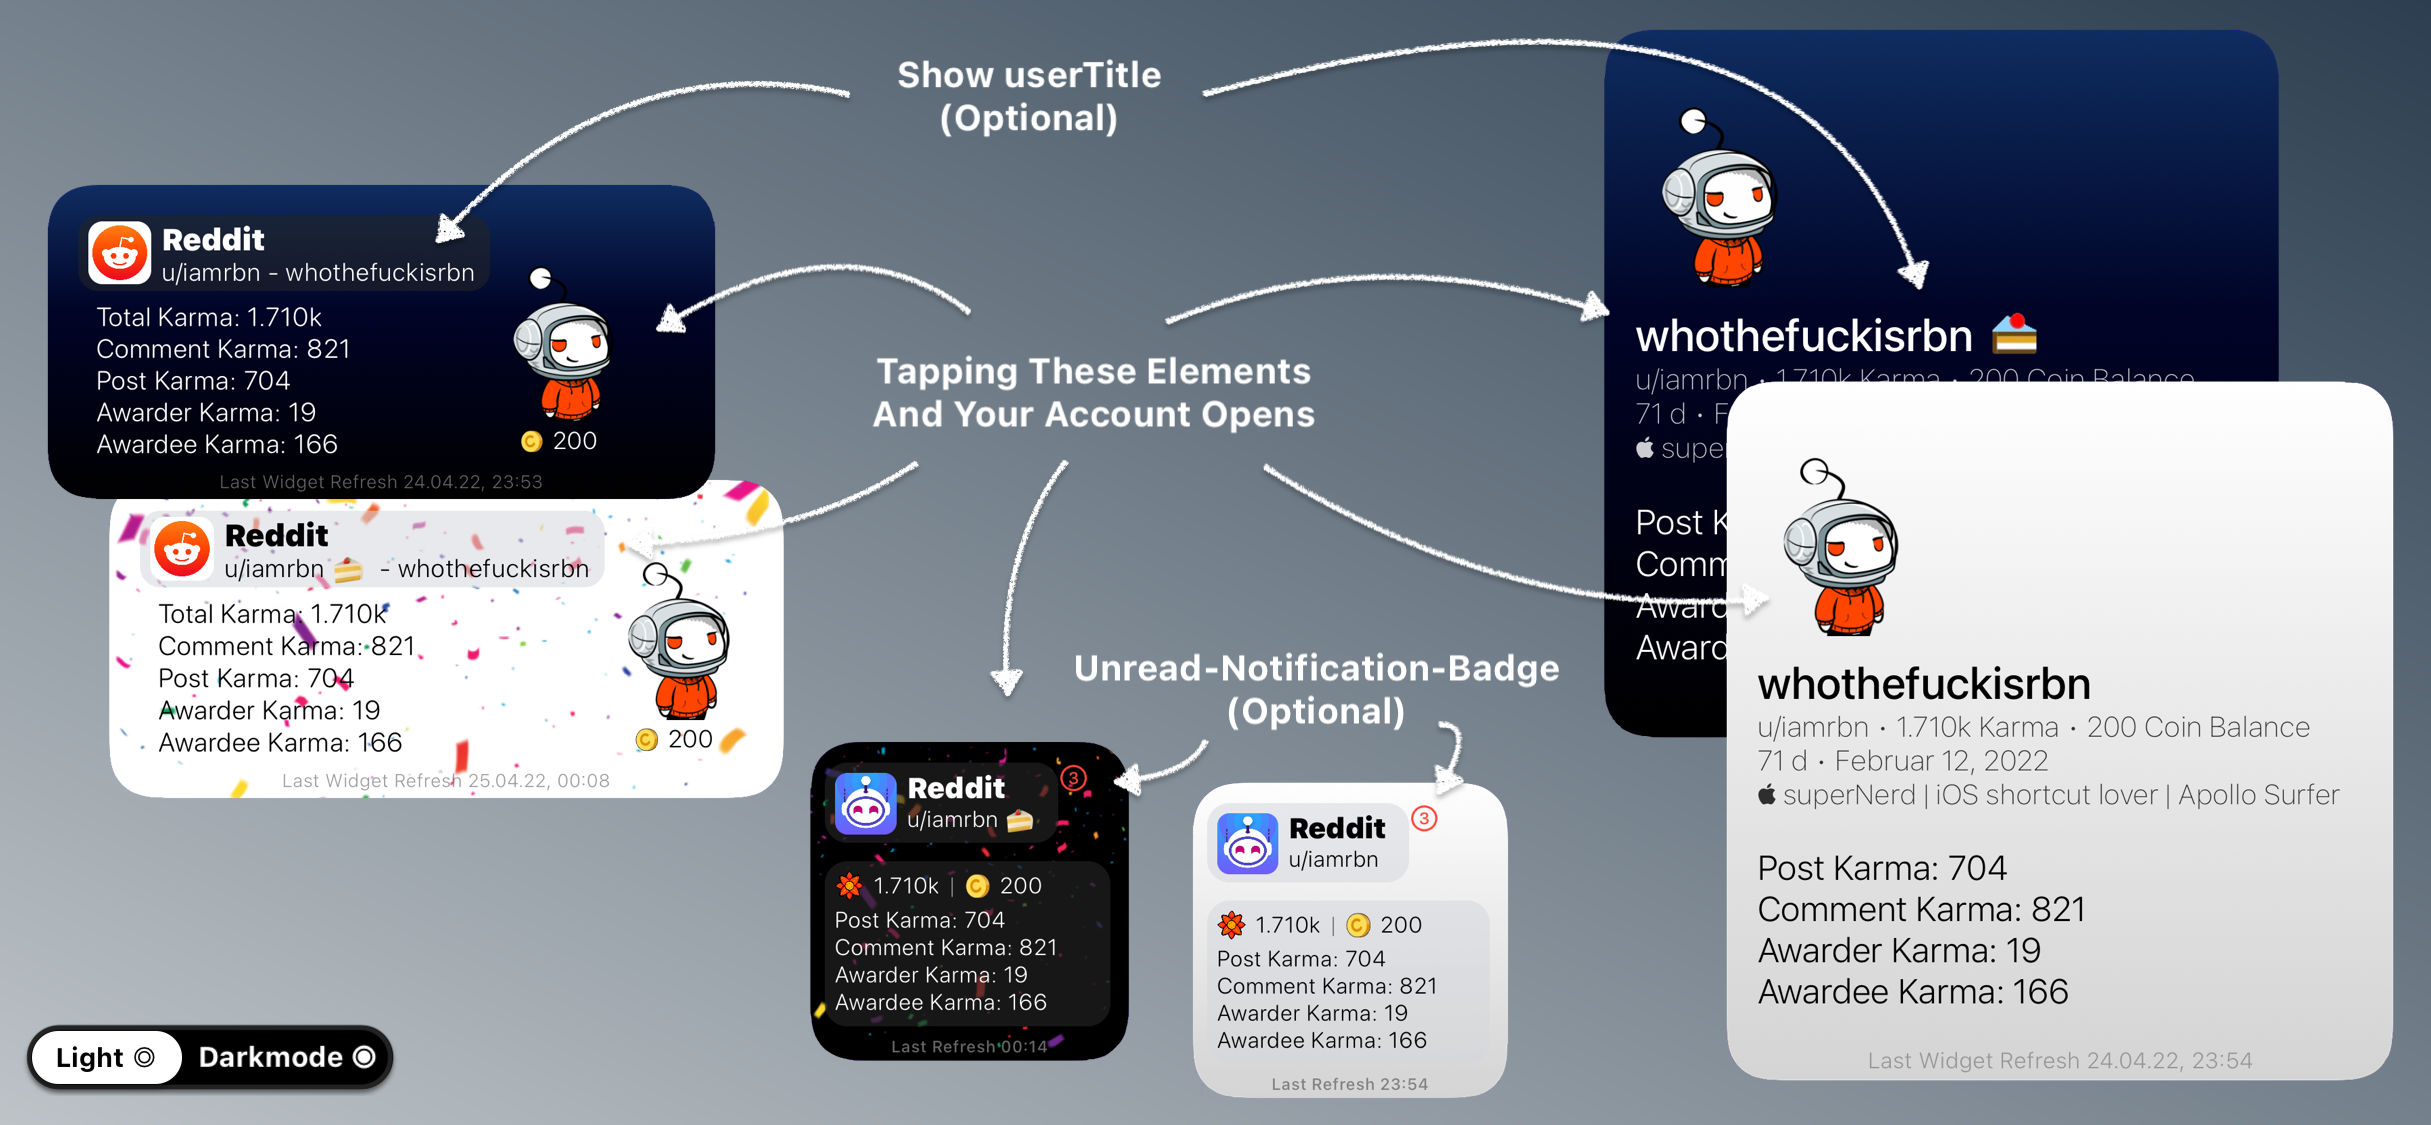 Show userTitle
(Optional)
Reddit
u/iamrbn - whothefuckisrbn
Total Karma: 1.710k
Comment Karma: 821
Post Karma: 704
Awarder Karma: 19
Awardee Karma: 166
200
Last Widget Refresh 24.04.22, 23:53
Reddit
u/iamrbn - whothefuckisrbn
Total Karma: 1.710k
Comment Karma: 821
Post Karma: 704
Awarder Karma: 19
Awardee Karma: 166
200
Last Widget Refresh 25.04.22, 00:08
Tapping These Elements
And Your Account Opens
Unread-Notification-Badge
(Optional)
Reddit
3
u/iamrbn
1.710k | 200
Post Karma: 704
Comment Karma: 821
Awarder Karma: 19
Awardee Karma: 166
Last Refresh 00:14
Reddit
3
u/iamrbn
1.710k | 200
Post Karma: 704
Comment Karma: 821
Awarder Karma: 19
Awardee Karma: 166
Last Refresh 23:54
whothefuckisrbn
u/iamrbn • 1.710k Karma • 200 Coin Balance
71 d • F
supe
Post K
Comm
Awarc
Awarc
whothefuckisrbn
u/iamrbn • 1.710k Karma • 200 Coin Balance
71 d • Februar 12, 2022
superNerd | iOS shortcut lover | Apollo Surfer
Post Karma: 704
Comment Karma: 821
Awarder Karma: 19
Awardee Karma: 166
Last Widget Refresh 24.04.22, 23:54
Light
Darkmode